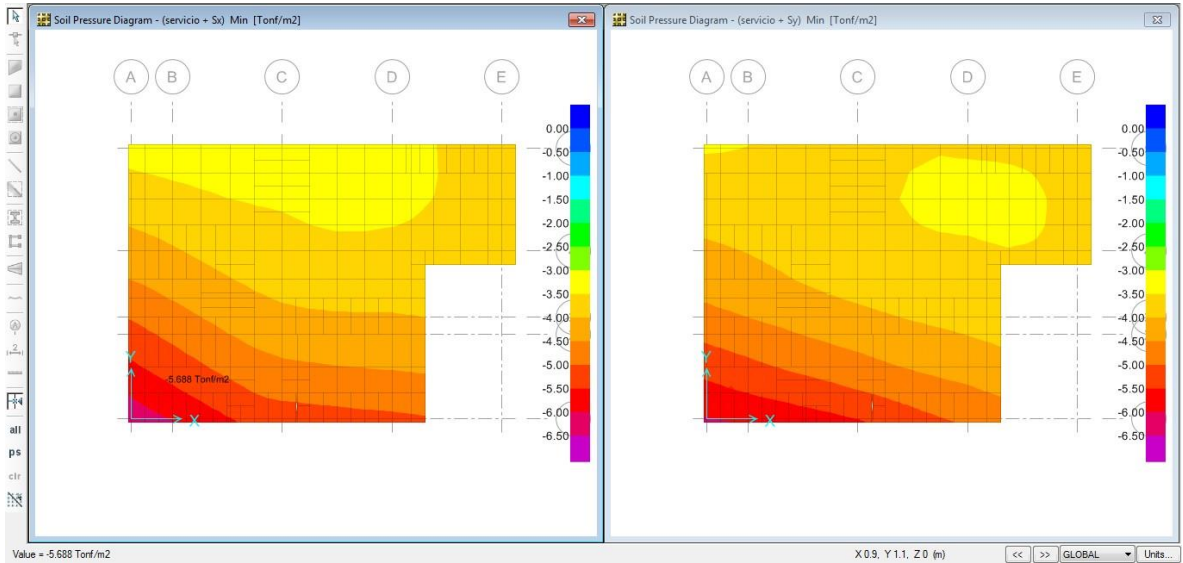 Soil Pressure Diagram - (servicio + Sx) Min [Tonf/m2]
A B C D E
0.00
-0.50
-1.00
-1.50
-2.00
-2.50
-3.00
-3.50
-4.00
-4.50
-5.00
-5.50
-6.00
-6.50
Y
-5.688 Tonf/m2
X
Soil Pressure Diagram - (servicio + Sy) Min [Tonf/m2]
A B C D E
0.00
-0.50
-1.00
-1.50
-2.00
-2.50
-3.00
-3.50
-4.00
-4.50
-5.00
-5.50
-6.00
-6.50
Y
X
all
ps
clr
Value = -5.688 Tonf/m2
X 0.9, Y 1.1, Z 0 (m)
<< >> GLOBAL Units...